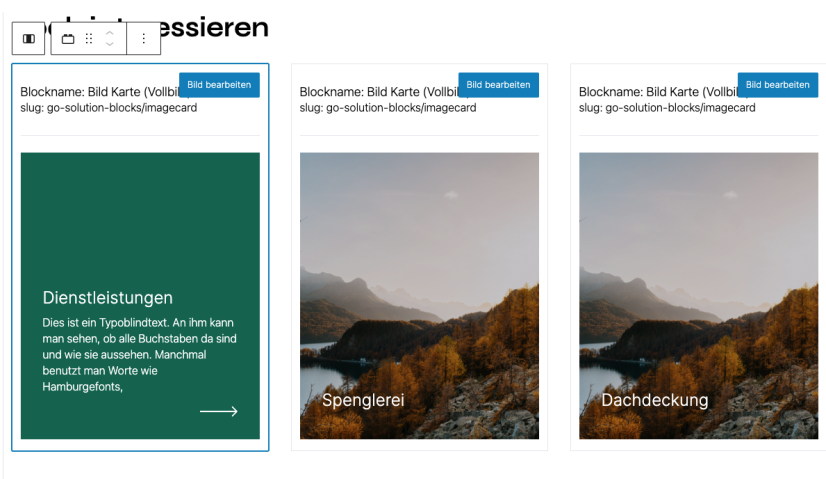 essieren
Bild bearbeiten
Blockname: Bild Karte (Vollbil
slug: go-solution-blocks/imagecard
Dienstleistungen
Dies ist ein Typoblindtext. An ihm kann
man sehen, ob alle Buchstaben da sind
und wie sie aussehen. Manchmal
benutzt man Worte wie
Hamburgefonts,
Bild bearbeiten
Blockname: Bild Karte (Vollbil
slug: go-solution-blocks/imagecard
Spenglerei
Bild bearbeiten
Blockname: Bild Karte (Vollbil
slug: go-solution-blocks/imagecard
Dachdeckung